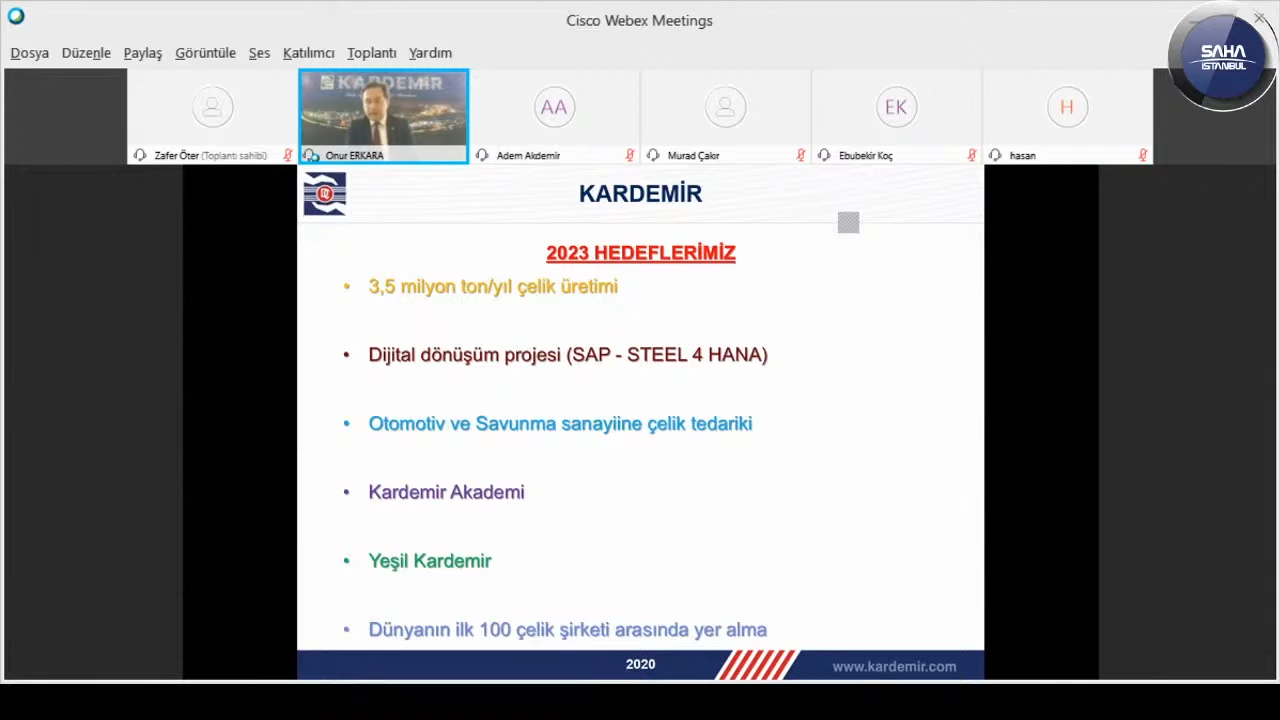 Cisco Webex Meetings
SAHA
İSTANBUL
Dosya Düzenle Paylaş Görüntüle Ses Katılımcı Toplantı Yardım
KARDEMİR
AA
EK
H
Zafer Öter (Toplantı sahibi)
Onur ERKARA
Adem Akdemir
Murad Çakır
Ebubekir Koç
hasan
KARDEMİR
2023 HEDEFLERİMİZ
• 3,5 milyon ton/yıl çelik üretimi
• Dijital dönüşüm projesi (SAP - STEEL 4 HANA)
• Otomotiv ve Savunma sanayiine çelik tedariki
• Kardemir Akademi
• Yeşil Kardemir
• Dünyanın ilk 100 çelik şirketi arasında yer alma
2020
www.kardemir.com